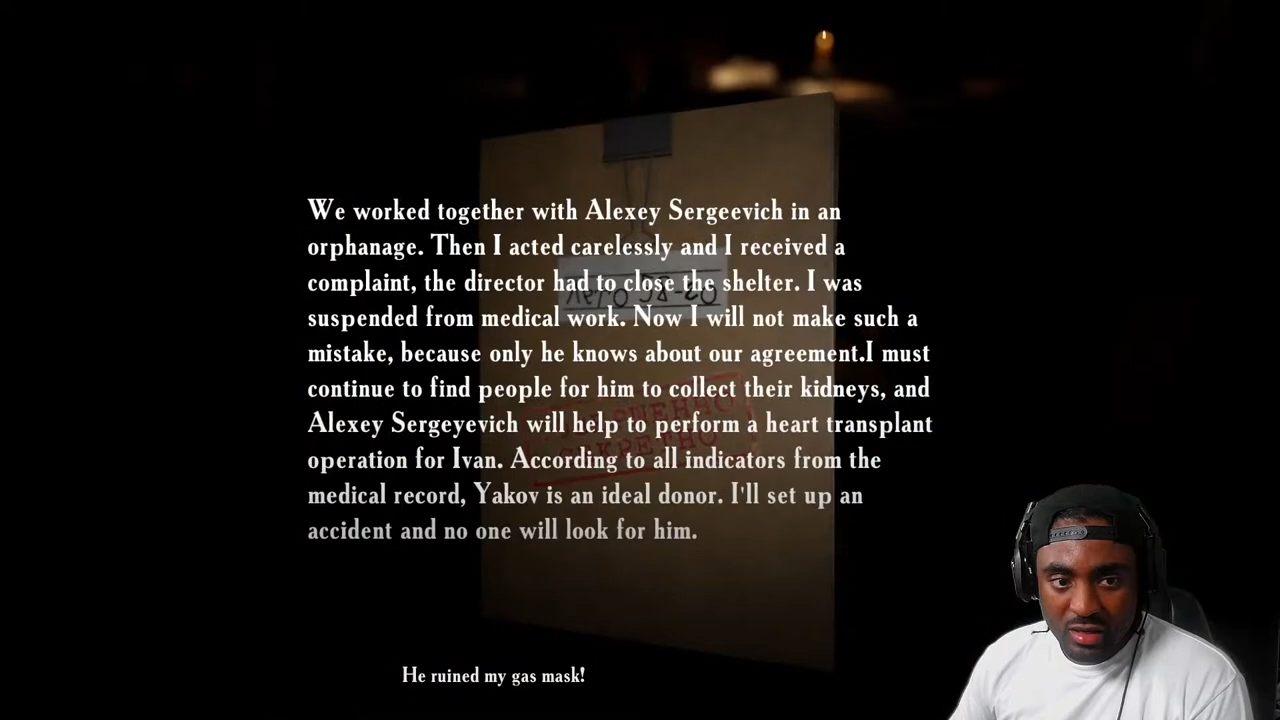 We worked together with Alexey Sergeevich in an
orphanage. Then I acted carelessly and I received a
complaint, the director had to close the shelter. I was
suspended from medical work. Now I will not make such a
mistake, because only he knows about our agreement.I must
continue to find people for him to collect their kidneys, and
Alexey Sergeyevich will help to perform a heart transplant
operation for Ivan. According to all indicators from the
medical record, Yakov is an ideal donor. I'll set up an
accident and no one will look for him.
He ruined my gas mask!